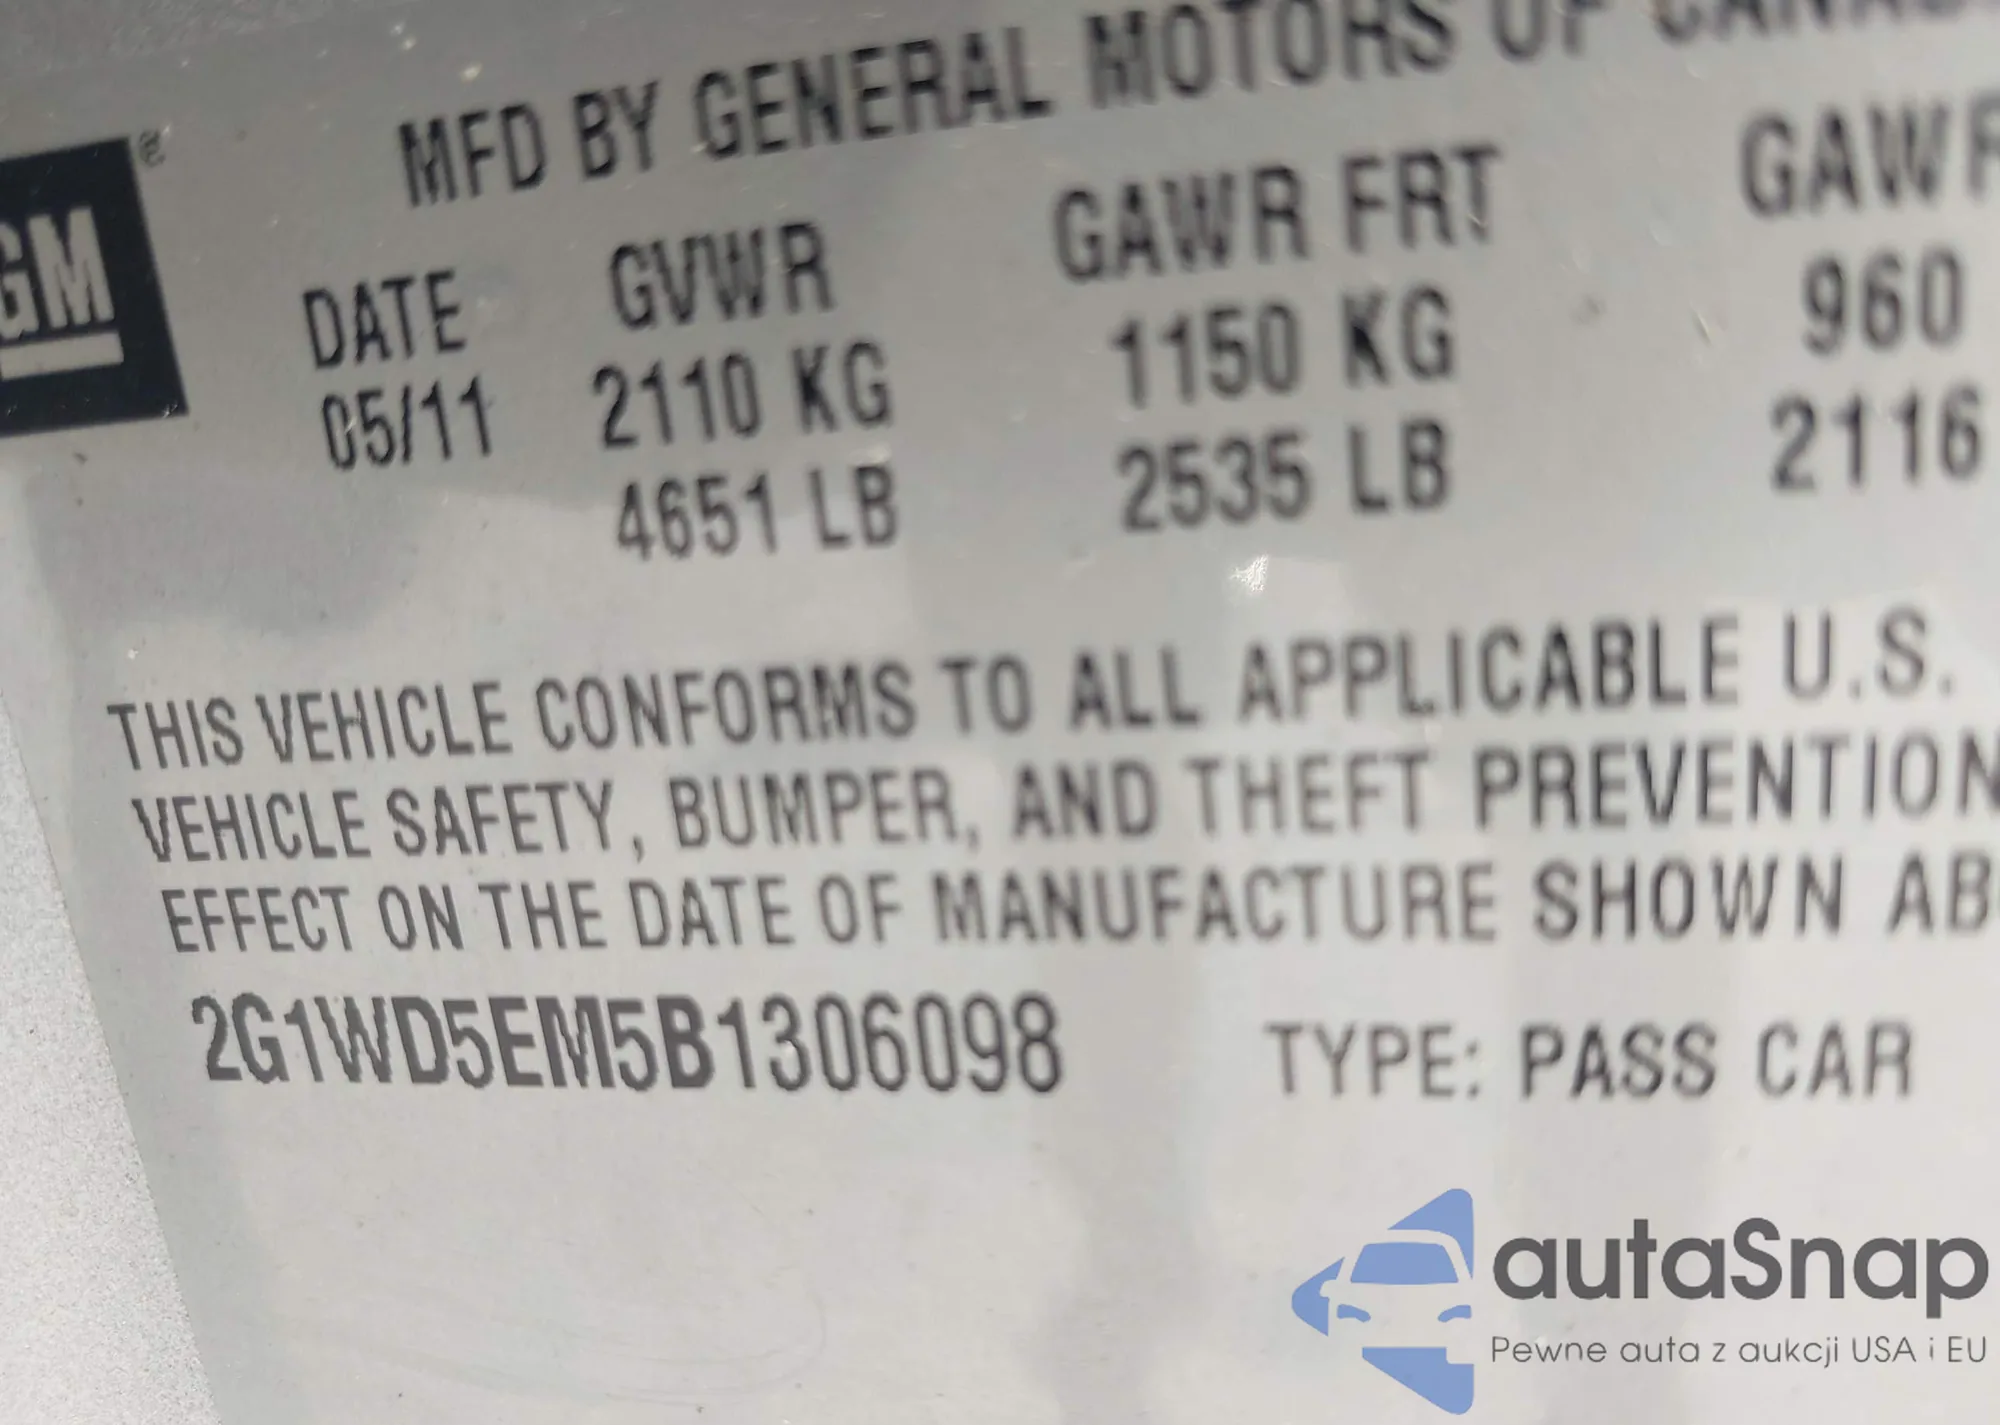 MFD BY GENERAL MOTORS OF CANAD
GM®
DATE GVWR GAWR FRT GAWR
05/11 2110 KG 1150 KG 960
4651 LB 2535 LB 2116
THIS VEHICLE CONFORMS TO ALL APPLICABLE U.S.
VEHICLE SAFETY, BUMPER, AND THEFT PREVENTION
EFFECT ON THE DATE OF MANUFACTURE SHOWN AB
2G1WD5EM5B1306098 TYPE: PASS CAR
autaSnap
Pewne auta z aukcji USA i EU